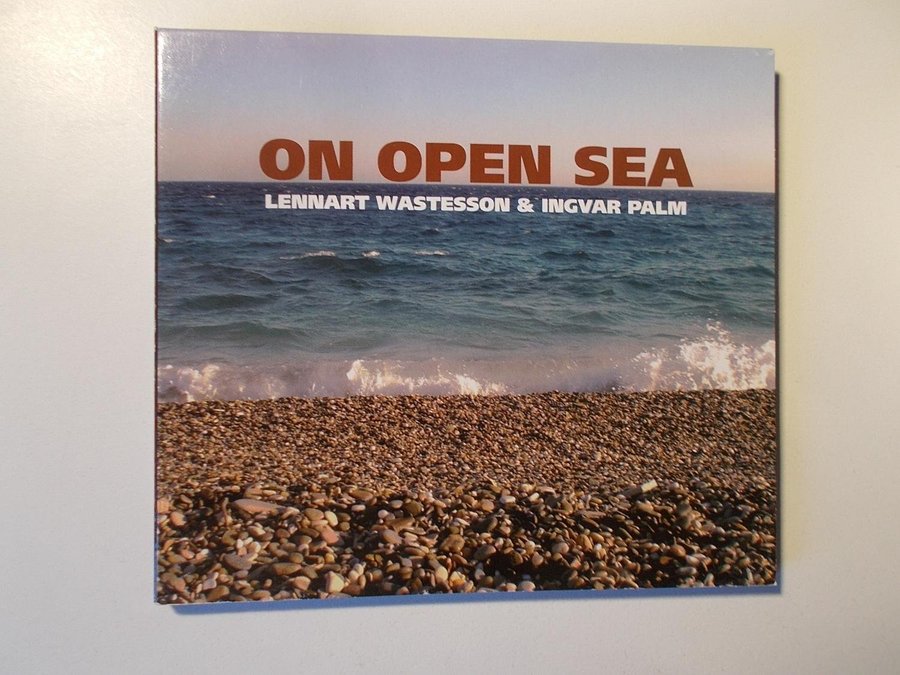 ON OPEN SEA
LENNART WASTESSON & INGVAR PALM